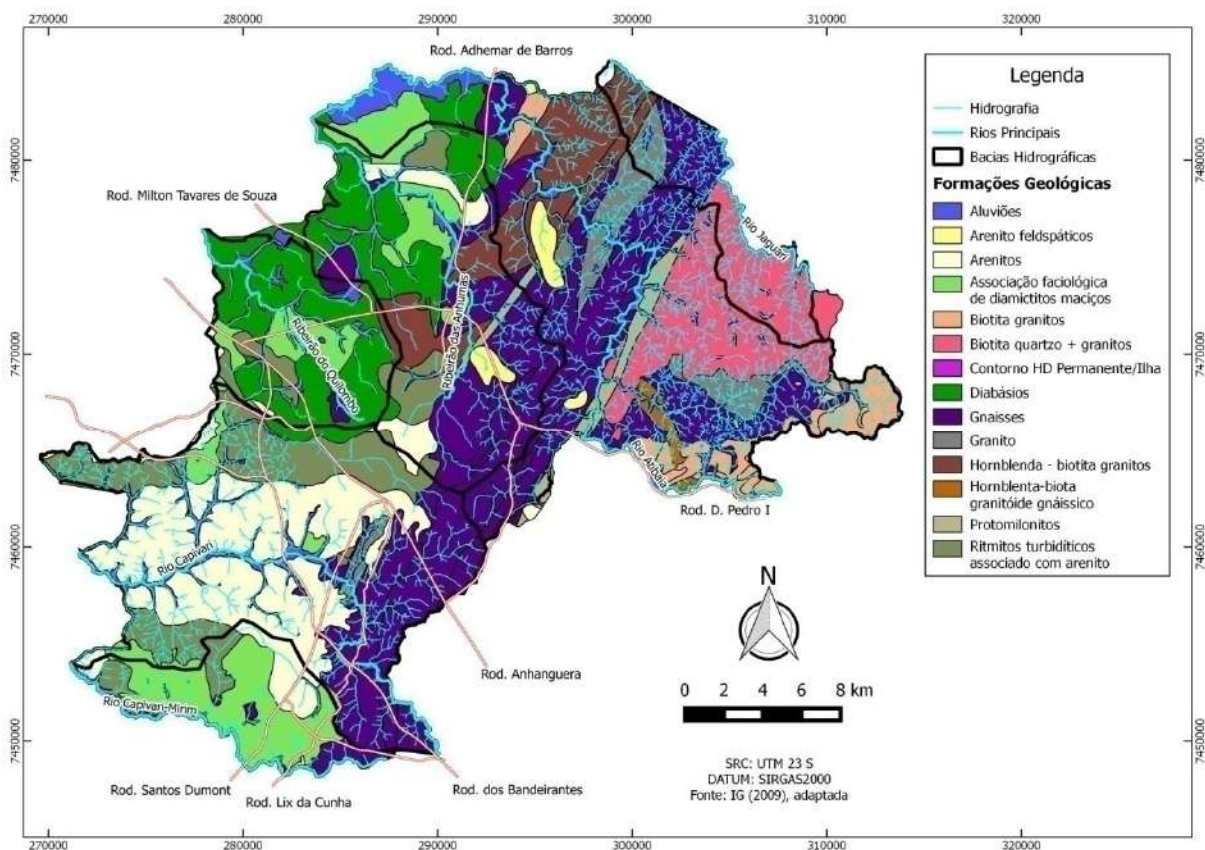 270000
280000
290000
300000
310000
320000
Rod. Adhemar de Barros
Rod. Milton Tavares de Souza
7480000
7480000
Rio Jaguari
Ribeirão das Anhumas
Ribeirão do Quilombo
7470000
7470000
Rio Atibaia
Rod. D. Pedro I
7460000
7460000
Rio Capivari
Rod. Anhanguera
Rio Capivari-Mirim
7450000
7450000
Rod. Santos Dumont
Rod. Lix da Cunha
Rod. dos Bandeirantes
Legenda
Hidrografia
Rios Principais
Bacias Hidrográficas
Formações Geológicas
Aluviões
Arenito feldspáticos
Arenitos
Associação faciológica
de diamictitos maciços
Biotita granitos
Biotita quartzo + granitos
Contorno HD Permanente/Ilha
Diabásios
Gnaisses
Granito
Hornblenda - biotita granitos
Hornblenta-biota
granitóide gnáissico
Protomilonitos
Ritmitos turbidíticos
associado com arenito
N
0 2 4 6 8 km
SRC: UTM 23 S
DATUM: SIRGAS2000
Fonte: IG (2009), adaptada
270000
280000
290000
300000
310000
320000